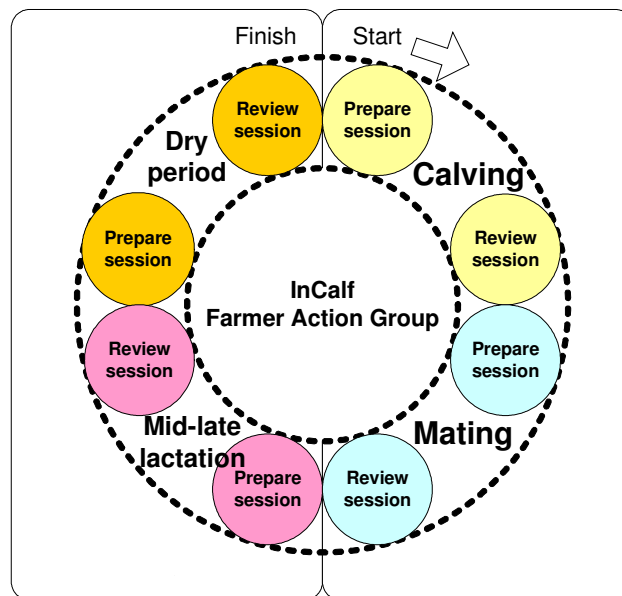 Finish
Start
Review
session
Prepare
session
Dry
period
Calving
Prepare
session
Review
session
InCalf
Farmer Action Group
Review
session
Prepare
session
Mid-late
lactation
Mating
Prepare
session
Review
session